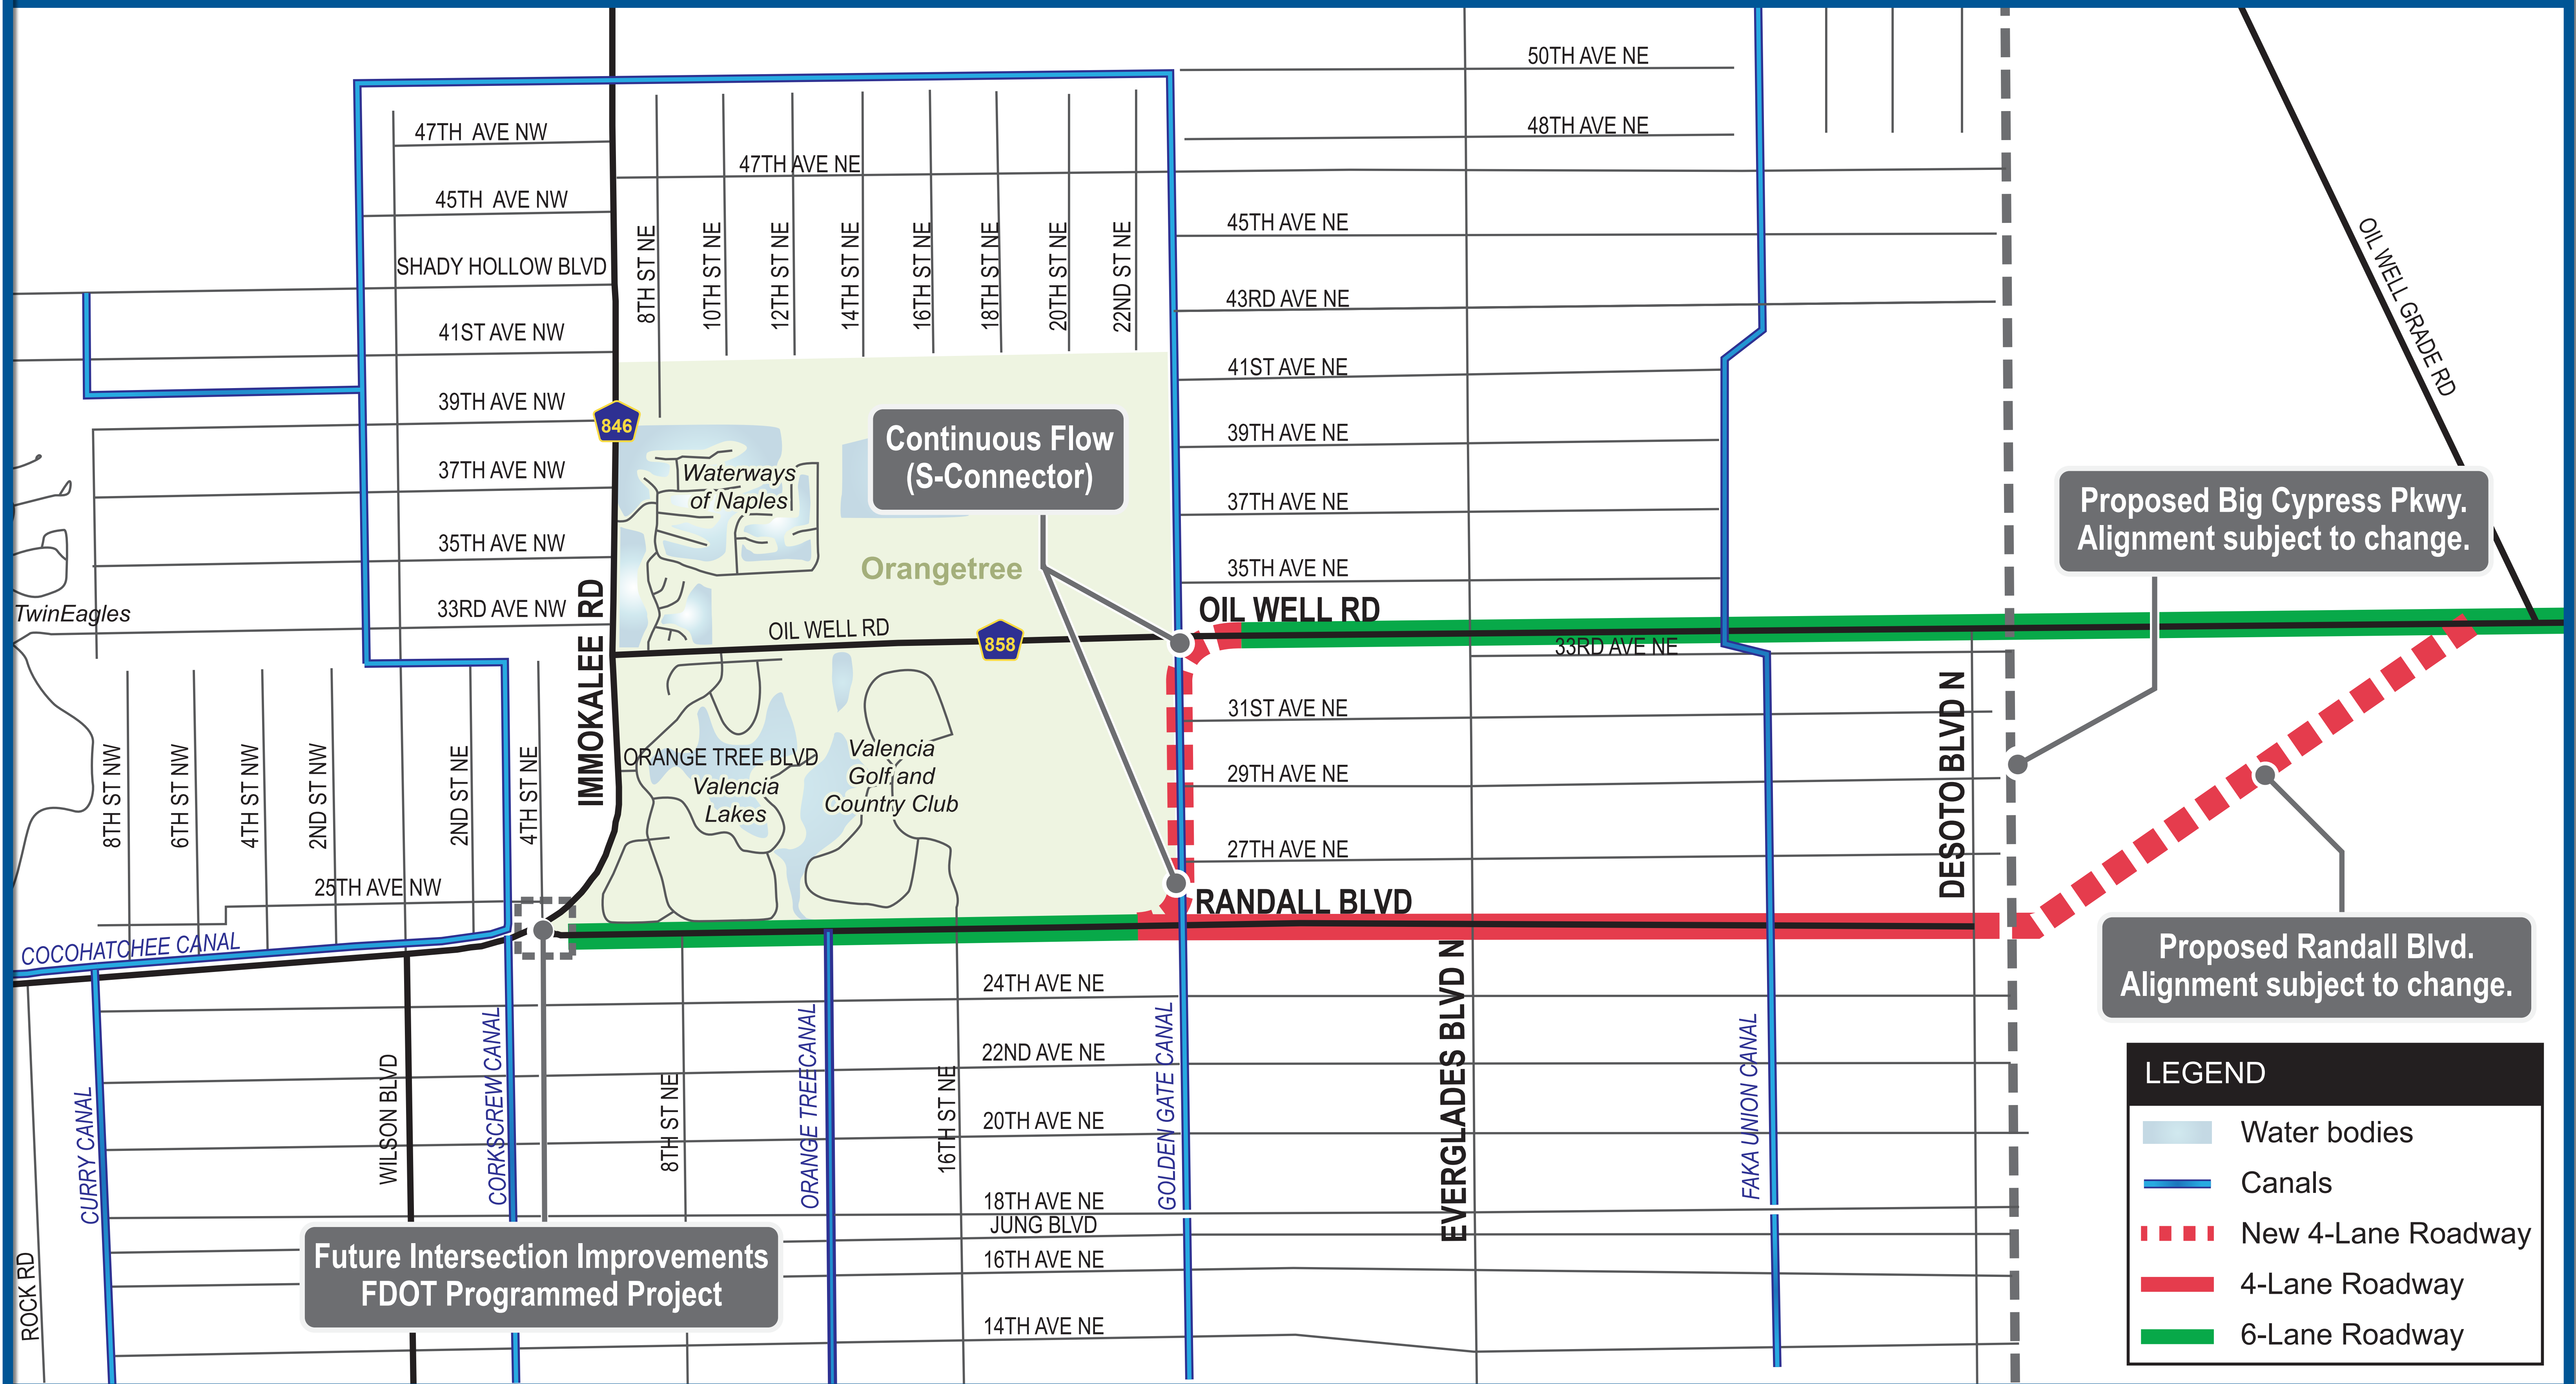 50TH AVE NE
47TH  AVE NW
48TH AVE NE
47TH AVE NE
45TH  AVE NW
8TH ST NE
10TH ST NE
12TH ST NE
14TH ST NE
16TH ST NE
18TH ST NE
20TH ST NE
22ND ST NE
45TH AVE NE
OIL WELL GRADE RD
SHADY HOLLOW BLVD
43RD AVE NE
41ST AVE NW
41ST AVE NE
39TH AVE NW
846
39TH AVE NE
Continuous Flow
(S-Connector)
37TH AVE NW
Waterways
of Naples
37TH AVE NE
Proposed Big Cypress Pkwy.
Alignment subject to change.
35TH AVE NW
Orangetree
35TH AVE NE
TwinEagles
33RD AVE NW
IMMOKALEE RD
OIL WELL RD
858
OIL WELL RD
33RD AVE NE
31ST AVE NE
DESOTO BLVD N
8TH ST NW
6TH ST NW
4TH ST NW
2ND ST NW
2ND ST NE
4TH ST NE
ORANGE TREE BLVD
Valencia
Lakes
Valencia
Golf and
Country Club
29TH AVE NE
27TH AVE NE
25TH AVE NW
RANDALL BLVD
COCOHATCHEE CANAL
Proposed Randall Blvd.
Alignment subject to change.
24TH AVE NE
22ND AVE NE
20TH AVE NE
18TH AVE NE
JUNG BLVD
16TH AVE NE
14TH AVE NE
CURRY CANAL
WILSON BLVD
CORKSCREW CANAL
8TH ST NE
ORANGE TREECANAL
16TH ST NE
GOLDEN GATE CANAL
EVERGLADES BLVD N
FAKA UNION CANAL
ROCK RD
Future Intersection Improvements
FDOT Programmed Project
LEGEND
Water bodies
Canals
New 4-Lane Roadway
4-Lane Roadway
6-Lane Roadway